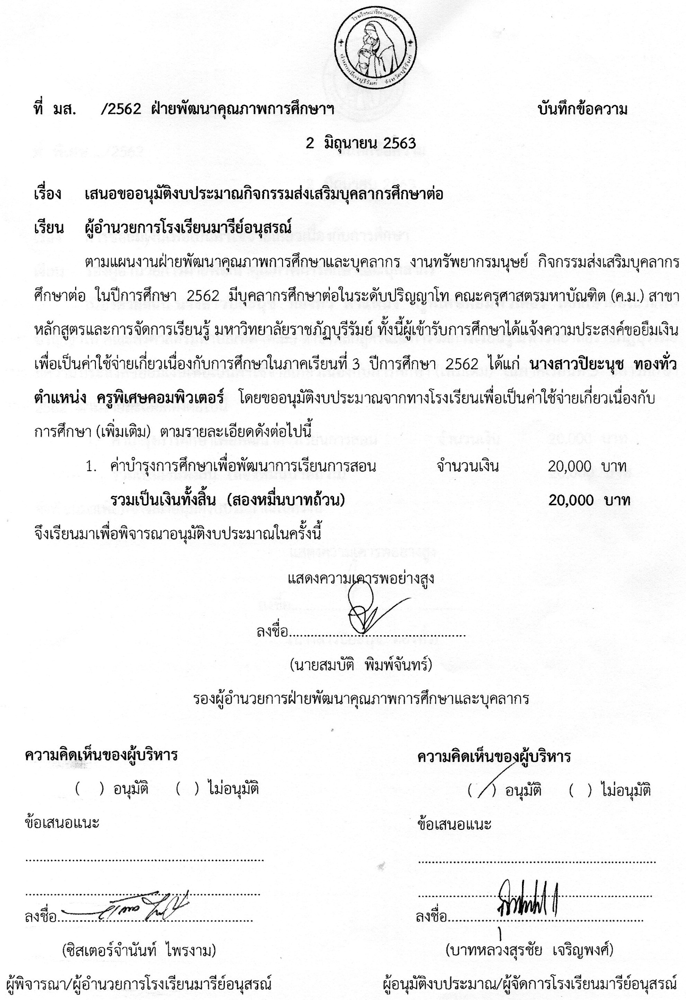 โรงเรียนมารีย์อนุสรณ์
อำเภอเมืองบุรีรัมย์ จังหวัดบุรีรัมย์
ที่ มส. /2562 ฝ่ายพัฒนาคุณภาพการศึกษาฯ บันทึกข้อความ
2 มิถุนายน 2563
เรื่อง เสนอขออนุมัติงบประมาณกิจกรรมส่งเสริมบุคลากรศึกษาต่อ
เรียน ผู้อำนวยการโรงเรียนมารีย์อนุสรณ์
ตามแผนงานฝ่ายพัฒนาคุณภาพการศึกษาและบุคลากร งานทรัพยากรมนุษย์ กิจกรรมส่งเสริมบุคลากร
ศึกษาต่อ ในปีการศึกษา 2562 มีบุคลากรศึกษาต่อในระดับปริญญาโท คณะครุศาสตรมหาบัณฑิต (ค.ม.) สาขา
หลักสูตรและการจัดการเรียนรู้ มหาวิทยาลัยราชภัฏบุรีรัมย์ ทั้งนี้ผู้เข้ารับการศึกษาได้แจ้งความประสงค์ขอยืมเงิน
เพื่อเป็นค่าใช้จ่ายเกี่ยวเนื่องกับการศึกษาในภาคเรียนที่ 3 ปีการศึกษา 2562 ได้แก่ นางสาวปิยะนุช ทองทั่ว
ตำแหน่ง ครูพิเศษคอมพิวเตอร์ โดยขออนุมัติงบประมาณจากทางโรงเรียนเพื่อเป็นค่าใช้จ่ายเกี่ยวเนื่องกับ
การศึกษา (เพิ่มเติม) ตามรายละเอียดดังต่อไปนี้
1. ค่าบำรุงการศึกษาเพื่อพัฒนาการเรียนการสอน จำนวนเงิน 20,000 บาท
รวมเป็นเงินทั้งสิ้น (สองหมื่นบาทถ้วน) 20,000 บาท
จึงเรียนมาเพื่อพิจารณาอนุมัติงบประมาณในครั้งนี้
แสดงความเคารพอย่างสูง
ลงชื่อ..................................................
(นายสมบัติ พิมพ์จันทร์)
รองผู้อำนวยการฝ่ายพัฒนาคุณภาพการศึกษาและบุคลากร
ความคิดเห็นของผู้บริหาร
( ) อนุมัติ ( ) ไม่อนุมัติ
ข้อเสนอแนะ
ลงชื่อ..................................................
(ซิสเตอร์จำนันท์ ไพรงาม)
ผู้พิจารณา/ผู้อำนวยการโรงเรียนมารีย์อนุสรณ์
ความคิดเห็นของผู้บริหาร
( / ) อนุมัติ ( ) ไม่อนุมัติ
ข้อเสนอแนะ
ลงชื่อ..................................................
(บาทหลวงสุรชัย เจริญพงศ์)
ผู้อนุมัติงบประมาณ/ผู้จัดการโรงเรียนมารีย์อนุสรณ์